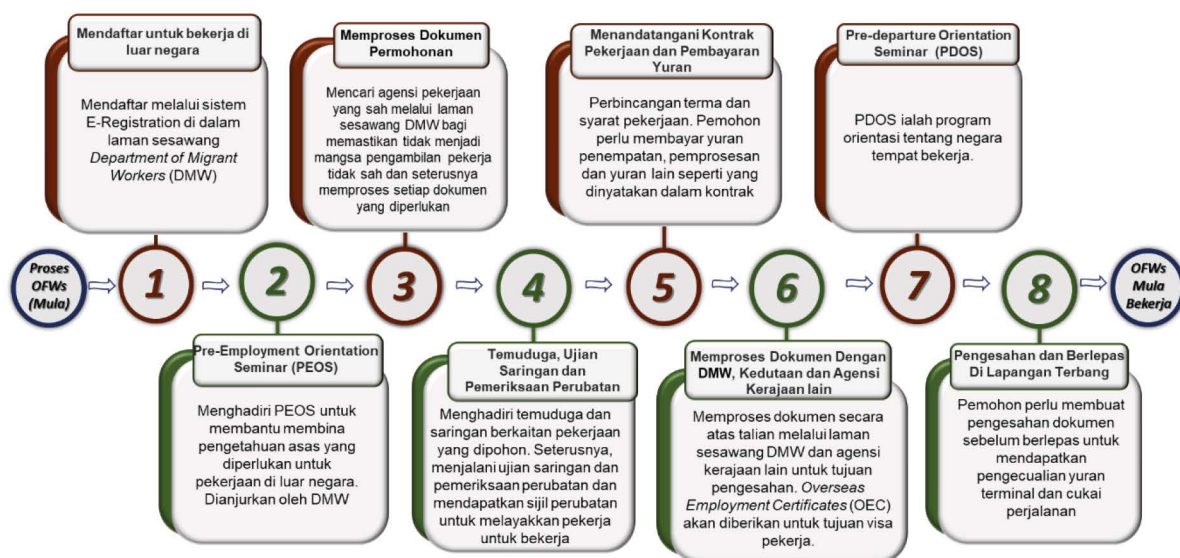 Mendaftar untuk bekerja di
luar negara
Mendaftar melalui sistem
E-Registration di dalam
laman sesawang
Department of Migrant
Workers (DMW)
Memproses Dokumen
Permohonan
Mencari agensi pekerjaan
yang sah melalui laman
sesawang DMW bagi
memastikan tidak menjadi
mangsa pengambilan pekerja
tidak sah dan seterusnya
memproses setiap dokumen
yang diperlukan
Menandatangani Kontrak
Pekerjaan dan Pembayaran
Yuran
Perbincangan terma dan
syarat pekerjaan. Pemohon
perlu membayar yuran
penempatan, pemprosesan
dan yuran lain seperti yang
dinyatakan dalam kontrak
Pre-departure Orientation
Seminar (PDOS)
PDOS ialah program
orientasi tentang negara
tempat bekerja.
Proses
OFWs
(Mula)
1
2
3
4
5
6
7
8
OFWs
Mula
Bekerja
Pre-Employment Orientation
Seminar (PEOS)
Menghadiri PEOS untuk
membantu membina
pengetahuan asas yang
diperlukan untuk
pekerjaan di luar negara.
Dianjurkan oleh DMW
Temuduga, Ujian
Saringan dan
Pemeriksaan Perubatan
Menghadiri temuduga dan
saringan berkaitan pekerjaan
yang dipohon. Seterusnya,
menjalani ujian saringan dan
pemeriksaan perubatan dan
mendapatkan sijil perubatan
untuk melayakkan pekerja
untuk bekerja
Memproses Dokumen Dengan
DMW, Kedutaan dan Agensi
Kerajaan lain
Memproses dokumen secara
atas talian melalui laman
sesawang DMW dan agensi
kerajaan lain untuk tujuan
pengesahan. Overseas
Employment Certificates (OEC)
akan diberikan untuk tujuan visa
pekerja.
Pengesahan dan Berlepas
Di Lapangan Terbang
Pemohon perlu membuat
pengesahan dokumen
sebelum berlepas untuk
mendapatkan
pengecualian yuran
terminal dan cukai
perjalanan